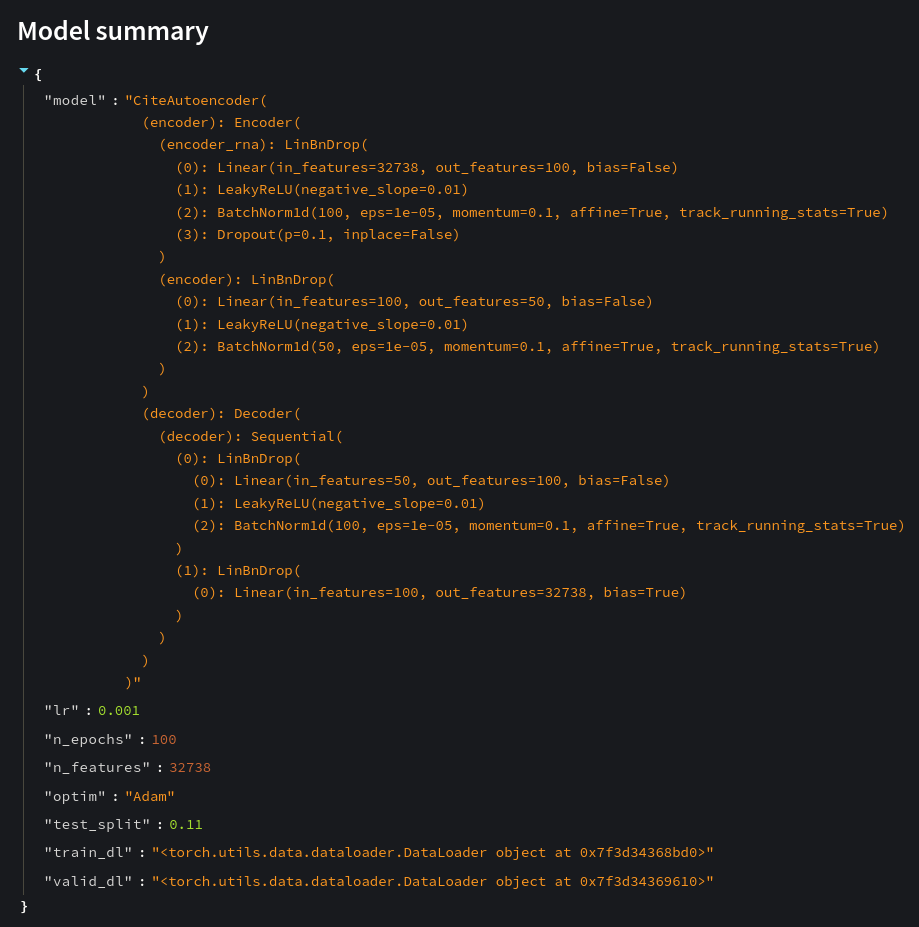 Model summary
{
"model" : "CiteAutoencoder(
(encoder): Encoder(
(encoder_rna): LinBnDrop(
(0): Linear(in_features=32738, out_features=100, bias=False)
(1): LeakyReLU(negative_slope=0.01)
(2): BatchNorm1d(100, eps=1e-05, momentum=0.1, affine=True, track_running_stats=True)
(3): Dropout(p=0.1, inplace=False)
)
(encoder): LinBnDrop(
(0): Linear(in_features=100, out_features=50, bias=False)
(1): LeakyReLU(negative_slope=0.01)
(2): BatchNorm1d(50, eps=1e-05, momentum=0.1, affine=True, track_running_stats=True)
)
)
(decoder): Decoder(
(decoder): Sequential(
(0): LinBnDrop(
(0): Linear(in_features=50, out_features=100, bias=False)
(1): LeakyReLU(negative_slope=0.01)
(2): BatchNorm1d(100, eps=1e-05, momentum=0.1, affine=True, track_running_stats=True)
)
(1): LinBnDrop(
(0): Linear(in_features=100, out_features=32738, bias=True)
)
)
)
)"
"lr" : 0.001
"n_epochs" : 100
"n_features" : 32738
"optim" : "Adam"
"test_split" : 0.11
"train_dl" : "<torch.utils.data.dataloader.DataLoader object at 0x7f3d34368bd0>"
"valid_dl" : "<torch.utils.data.dataloader.DataLoader object at 0x7f3d34369610>"
}